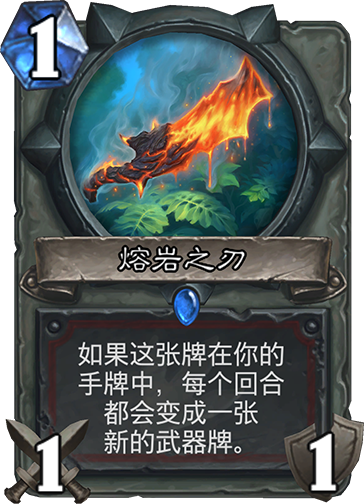 1
熔岩之刃
如果这张牌在你的
手牌中，每个回合
都会变成一张
新的武器牌。
1
1